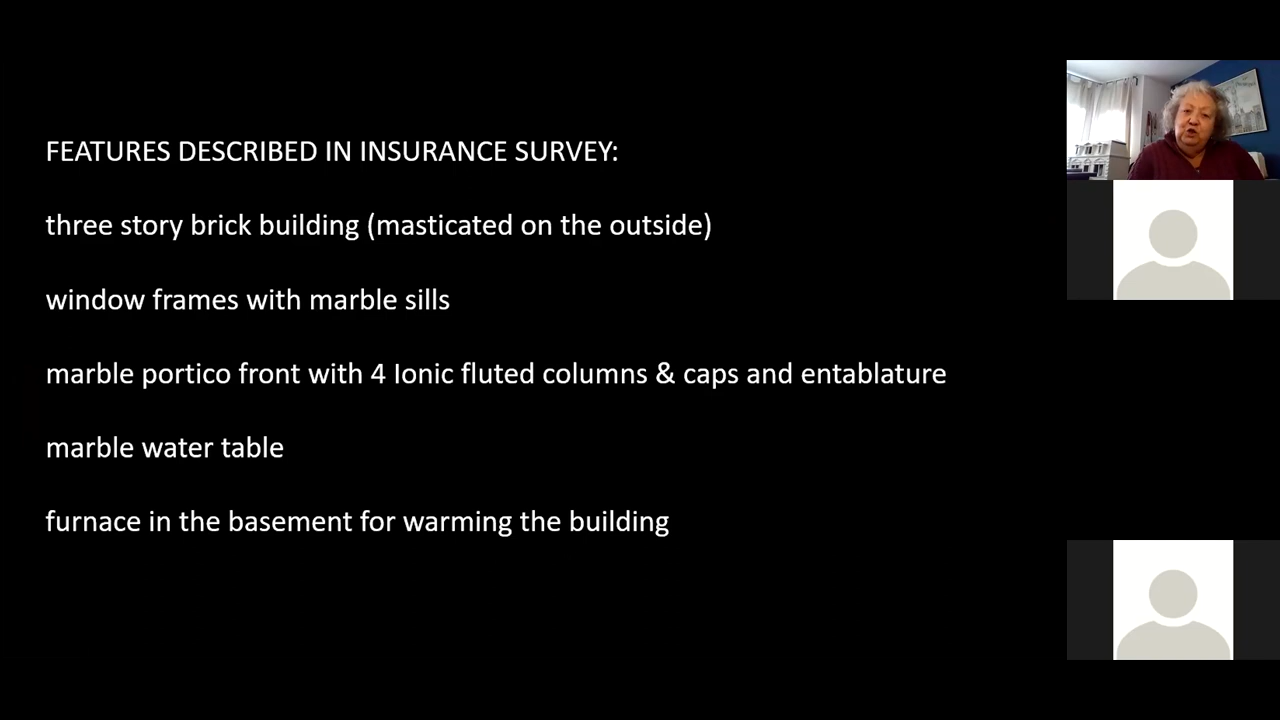 FEATURES DESCRIBED IN INSURANCE SURVEY:
three story brick building (masticated on the outside)
window frames with marble sills
marble portico front with 4 Ionic fluted columns & caps and entablature
marble water table
furnace in the basement for warming the building